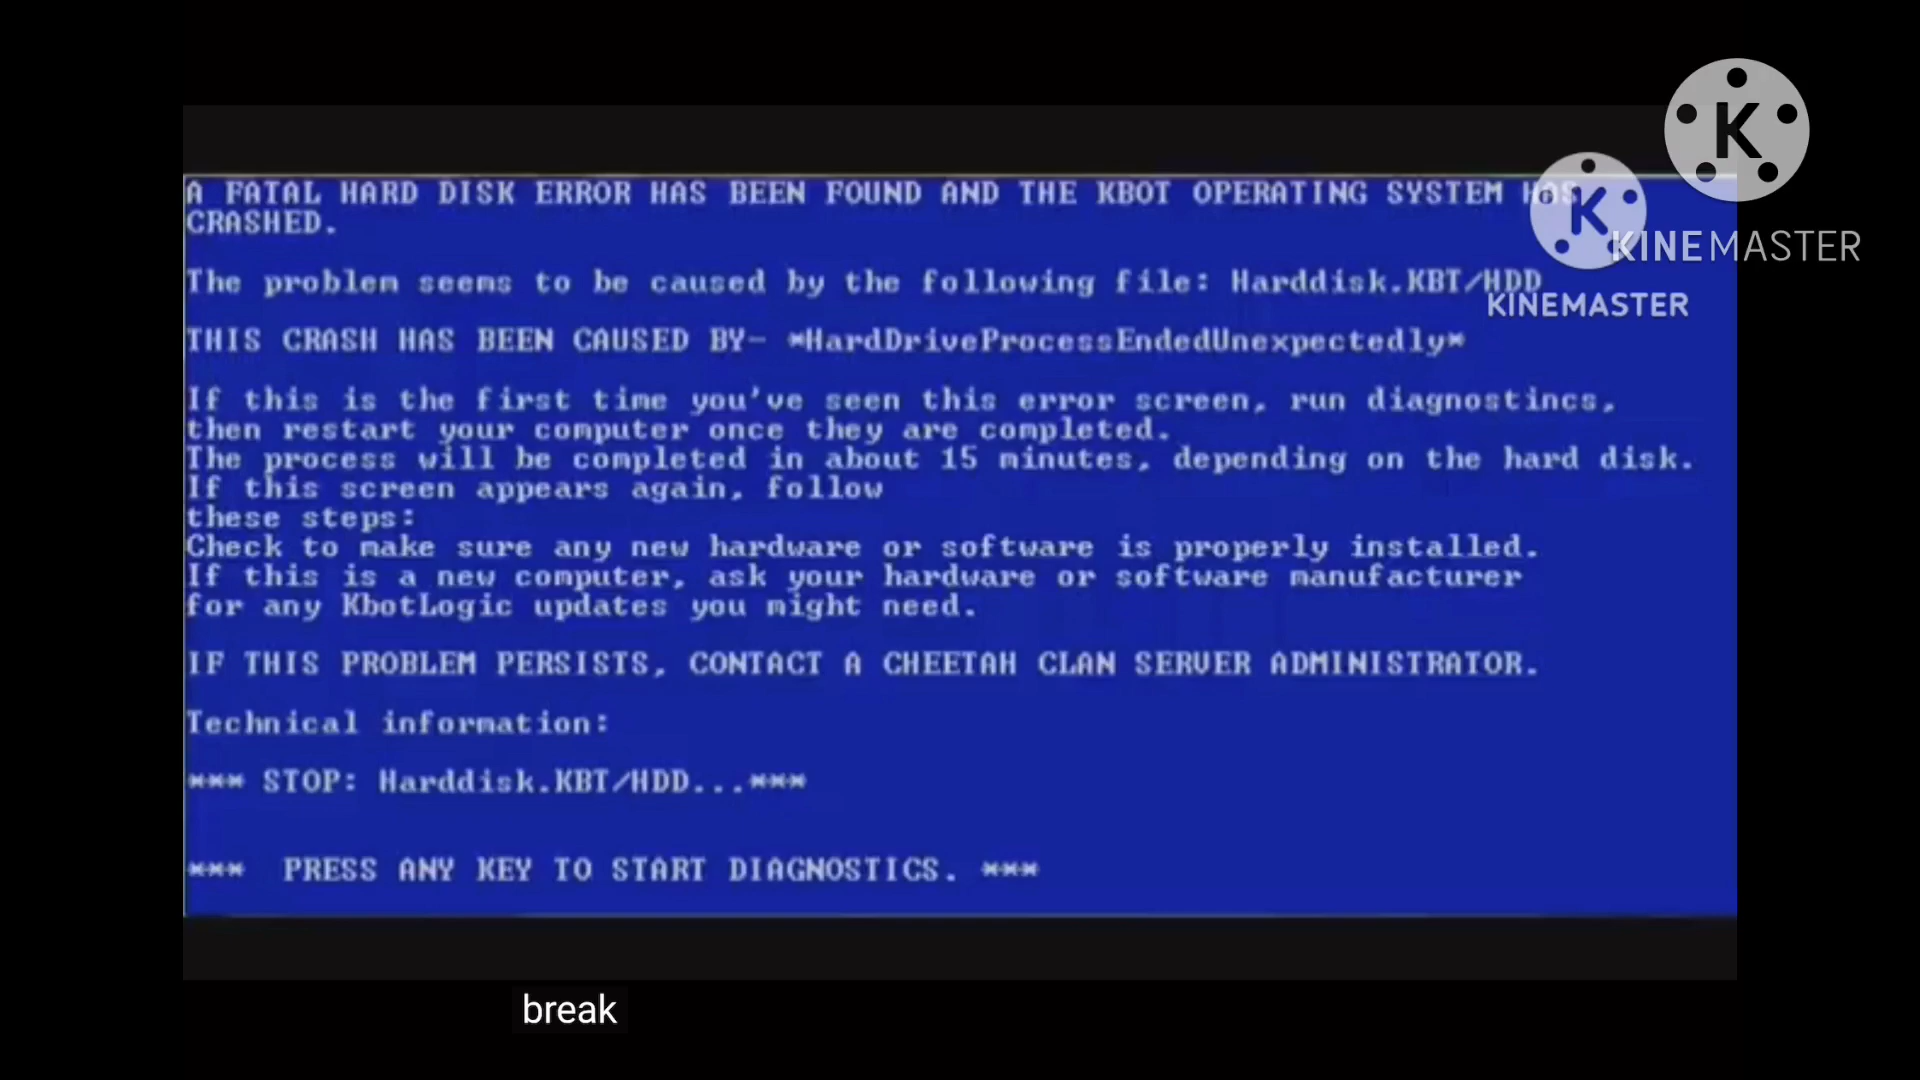 A FATAL HARD DISK ERROR HAS BEEN FOUND AND THE KBOT OPERATING SYSTEM HAS
CRASHED.
The problem seems to be caused by the following file: Harddisk.KBT/HDD
THIS CRASH HAS BEEN CAUSED BY- *HardDriveProcessEndedUnexpectedly*
If this is the first time you've seen this error screen, run diagnostincs,
then restart your computer once they are completed.
The process will be completed in about 15 minutes, depending on the hard disk.
If this screen appears again, follow
these steps:
Check to make sure any new hardware or software is properly installed.
If this is a new computer, ask your hardware or software manufacturer
for any KbotLogic updates you might need.
IF THIS PROBLEM PERSISTS, CONTACT A CHEETAH CLAN SERVER ADMINISTRATOR.
Technical information:
*** STOP: Harddisk.KBT/HDD...***
*** PRESS ANY KEY TO START DIAGNOSTICS. ***
K
KINEMASTER
K
KINEMASTER
break